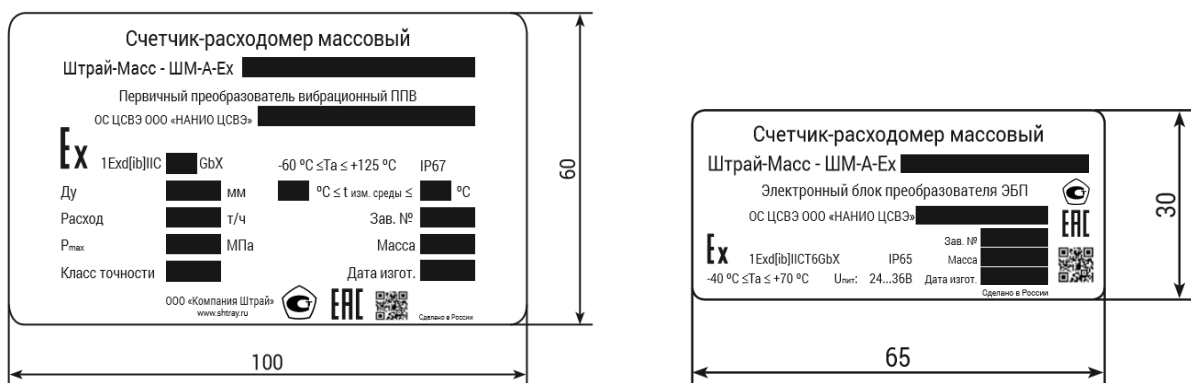 Счетчик-расходомер массовый
Штрай-Масс - ШМ-А-Ех
Первичный преобразователь вибрационный ППВ
ОС ЦСВЭ ООО «НАНИО ЦСВЭ»
Ex 1Exd[ib]IIC GbX -60 ºC ≤Ta ≤ +125 ºC IP67
Ду мм ºC ≤ t изм. среды ≤ ºC
Расход т/ч Зав. №
Pmax МПа Масса
Класс точности Дата изгот.
ООО «Компания Штрай»
www.shtray.ru
ЕАС
Сделано в России
100
60
Счетчик-расходомер массовый
Штрай-Масс - ШМ-А-Ех
Электронный блок преобразователя ЭБП
ОС ЦСВЭ ООО «НАНИО ЦСВЭ»
ЕАС
Зав. №
Ex 1Exd[ib]IICT6GbX IP65 Масса
-40 ºC ≤Ta ≤ +70 ºC Uпит: 24...36В Дата изгот.
Сделано в России
65
30